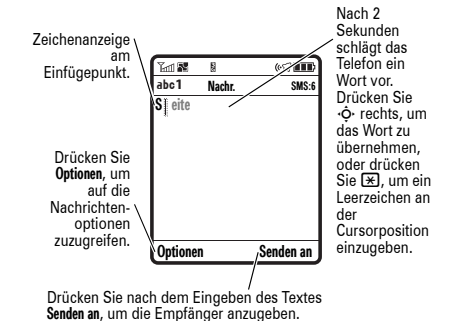 Zeichenanzeige
am
Einfügepunkt.
Nach 2
Sekunden
schlägt das
Telefon ein
Wort vor.
Drücken Sie
rechts, um
das Wort zu
übernehmen,
oder drücken
Sie *, um ein
Leerzeichen an
der
Cursorposition
einzugeben.
abc1 Nachr. SMS:6
S eite
Drücken Sie
Optionen, um
auf die
Nachrichten-
optionen
zuzugreifen.
Optionen Senden an
Drücken Sie nach dem Eingeben des Textes
Senden an, um die Empfänger anzugeben.